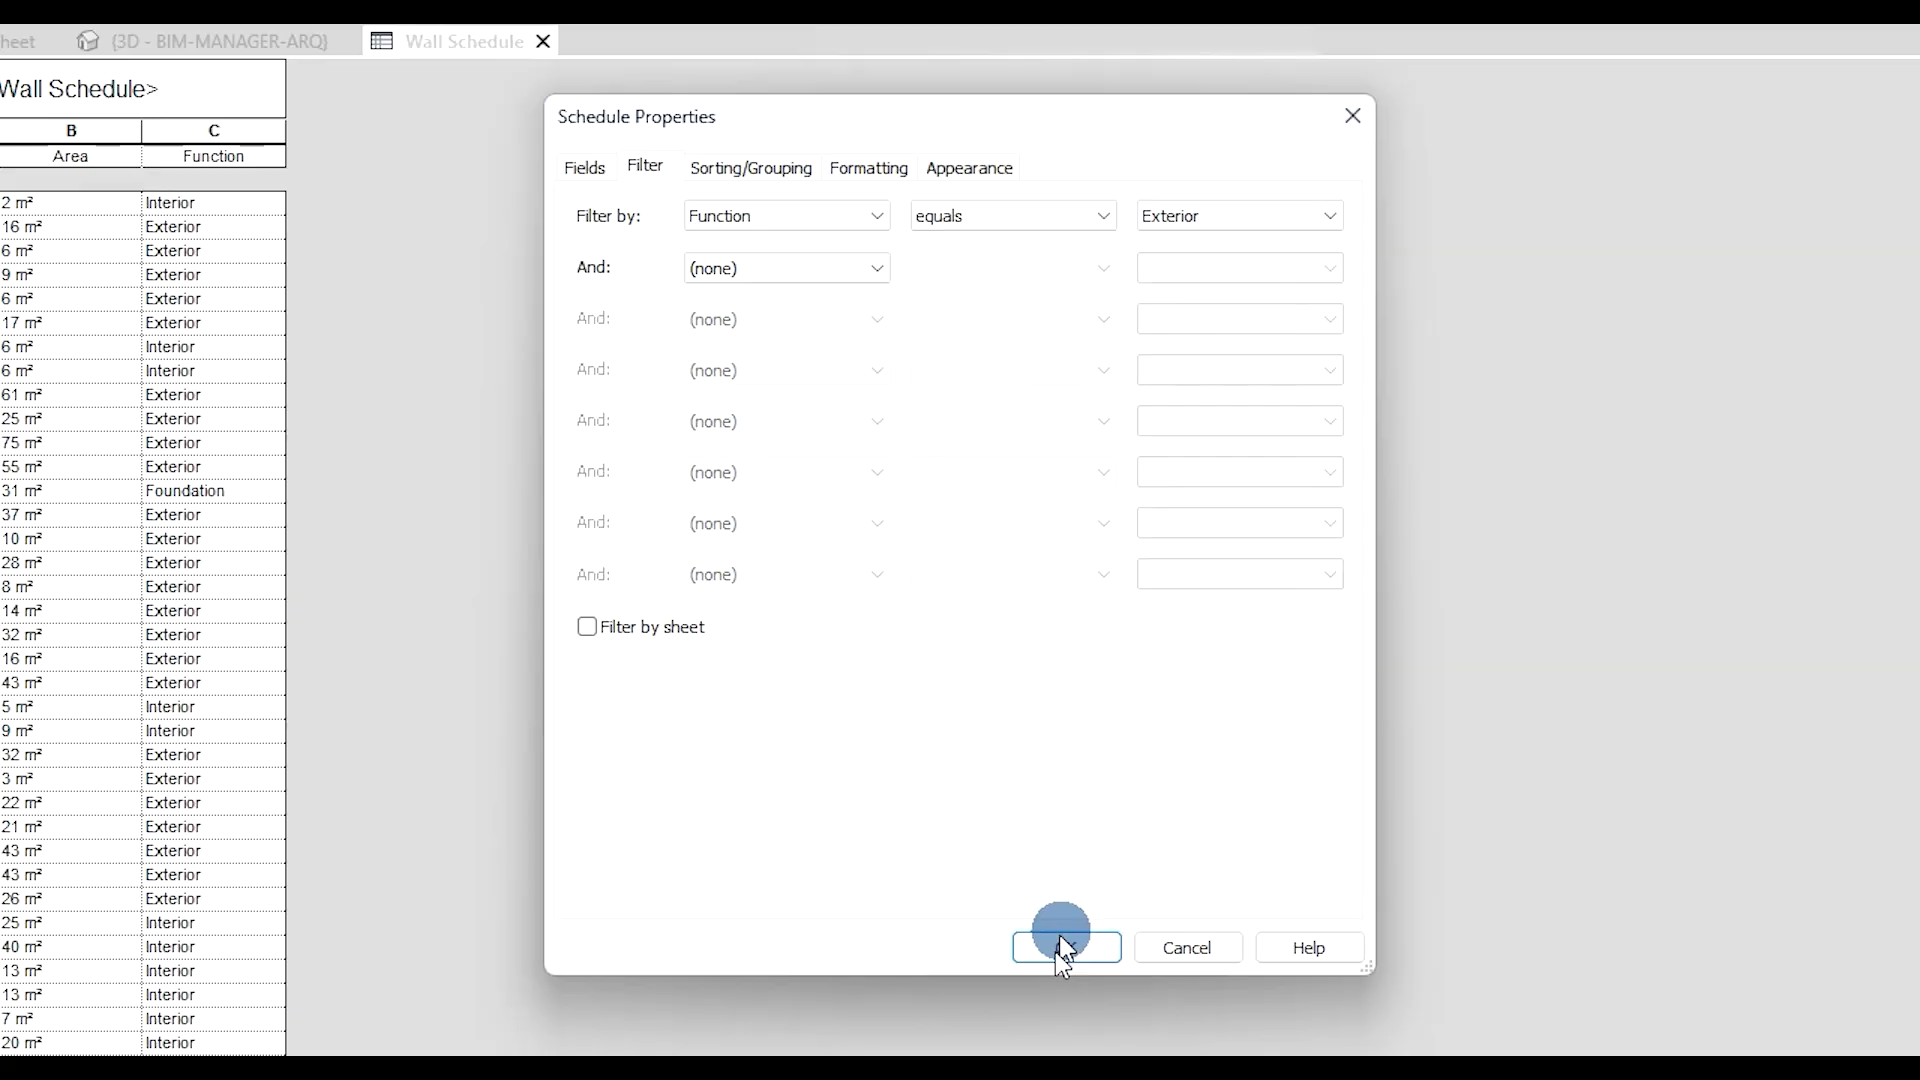 heet {3D - BIM-MANAGER-ARQ} Wall Schedule
Wall Schedule>
B C
Area Function
2 m² Interior
16 m² Exterior
6 m² Exterior
9 m² Exterior
6 m² Exterior
17 m² Exterior
6 m² Interior
6 m² Interior
61 m² Exterior
25 m² Exterior
75 m² Exterior
55 m² Exterior
31 m² Foundation
37 m² Exterior
10 m² Exterior
28 m² Exterior
8 m² Exterior
14 m² Exterior
32 m² Exterior
16 m² Exterior
43 m² Exterior
5 m² Interior
9 m² Interior
32 m² Exterior
3 m² Exterior
22 m² Exterior
21 m² Exterior
43 m² Exterior
43 m² Exterior
26 m² Exterior
25 m² Interior
40 m² Interior
13 m² Interior
13 m² Interior
7 m² Interior
20 m² Interior
Schedule Properties
Fields Filter Sorting/Grouping Formatting Appearance
Filter by: Function equals Exterior
And: (none)
And: (none)
And: (none)
And: (none)
And: (none)
And: (none)
And: (none)
Filter by sheet
Cancel Help